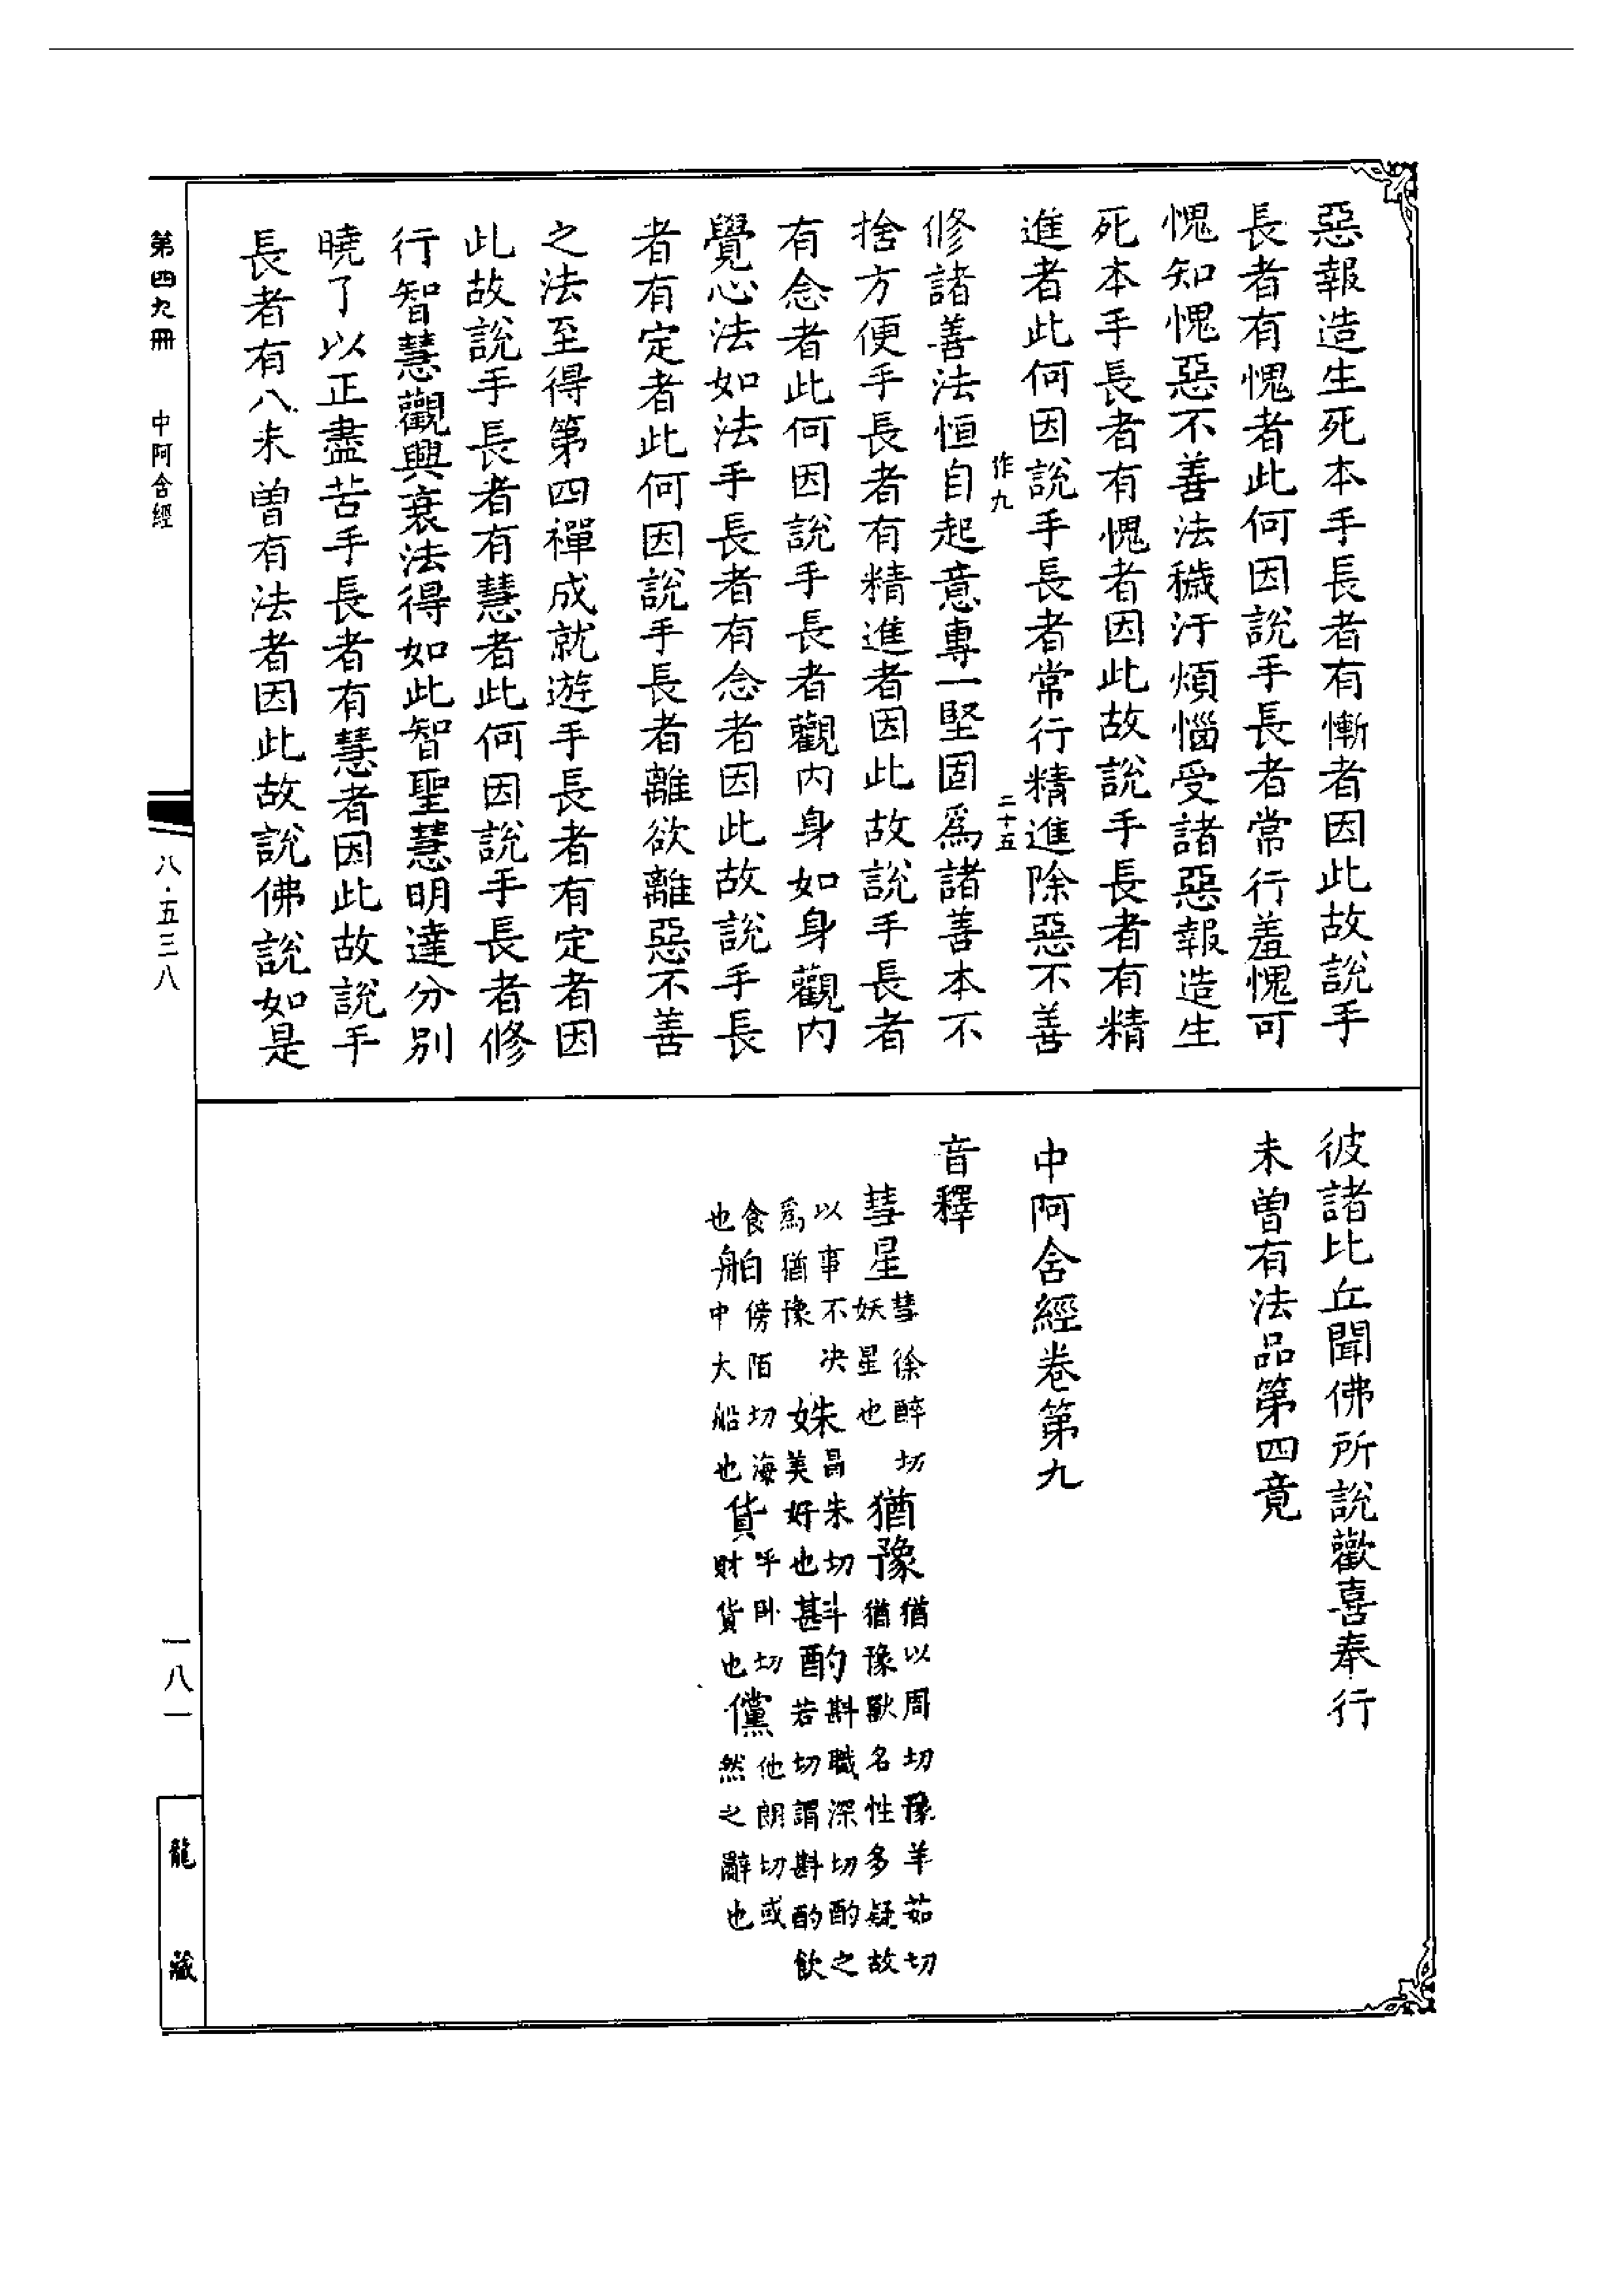 惡報造生死本手長者有慚者因此故說手
長者有愧者此何因說手長者常行羞愧可
愧知愧惡不善法穢汙煩惱受諸惡報造生
死本手長者有愧者因此故說手長者有精
進者此何因說手長者常行精進除惡不善
作九 二十五
修諸善法恒自起意專一堅固爲諸善本不
捨方便手長者有精進者因此故說手長者
有念者此何因說手長者觀內身如身觀內
覺心法如法手長者有念者因此故說手長
者有定者此何因說手長者離欲離惡不善
之法至得第四禪成就遊手長者有定者因
此故說手長者有慧者此何因說手長者修
行智慧觀興衰法得如此智聖慧明達分別
曉了以正盡苦手長者有慧者因此故說手
長者有八未曾有法者因此故說佛說如是
彼諸比丘聞佛所說歡喜奉行
未曾有法品第四竟
中阿含經卷第九
音釋
彗星 彗徐醉切妖星也 猶豫 猶以周切豫羊茹切猶豫獸名性多疑故
以事不決爲猶豫 姝 昌朱切美好也 斟酌 斟職深切酌之若切謂斟酌飲
食也 舶 傍陌切海中大船也 貨 呼臥切財貨也 儻 他朗切或然之辭也
第四九冊 中阿含經 八·五三八 一八一 龍藏